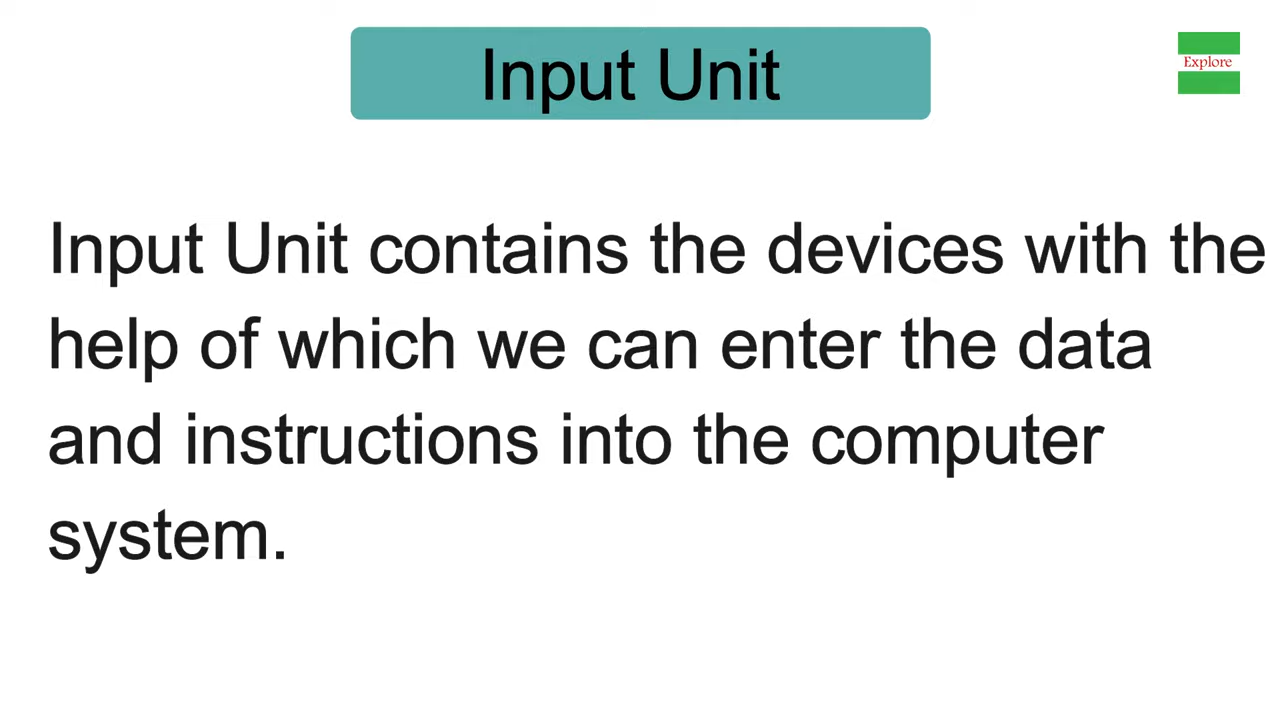 Input Unit
Explore
Input Unit contains the devices with the
help of which we can enter the data
and instructions into the computer
system.